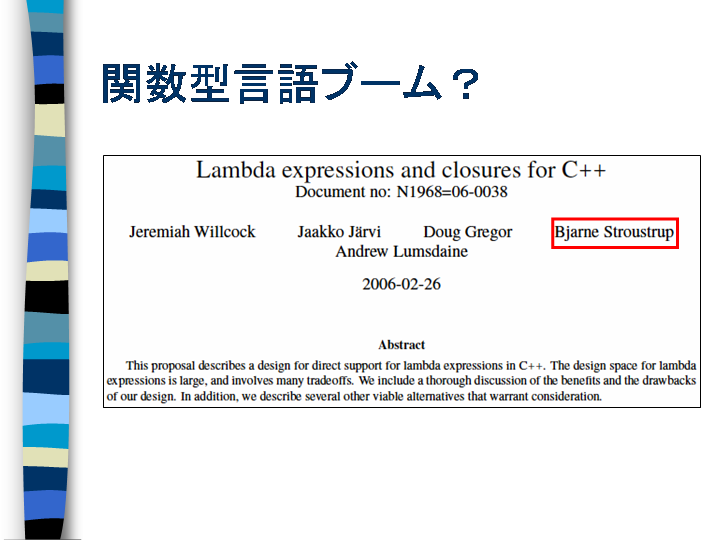 関数型言語ブーム？
Lambda expressions and closures for C++
Document no: N1968=06-0038
Jeremiah Willcock Jaakko Järvi Doug Gregor Bjarne Stroustrup
Andrew Lumsdaine
2006-02-26
Abstract
This proposal describes a design for direct support for lambda expressions in C++. The design space for lambda
expressions is large, and involves many tradeoffs. We include a thorough discussion of the benefits and the drawbacks
of our design. In addition, we describe several other viable alternatives that warrant consideration.